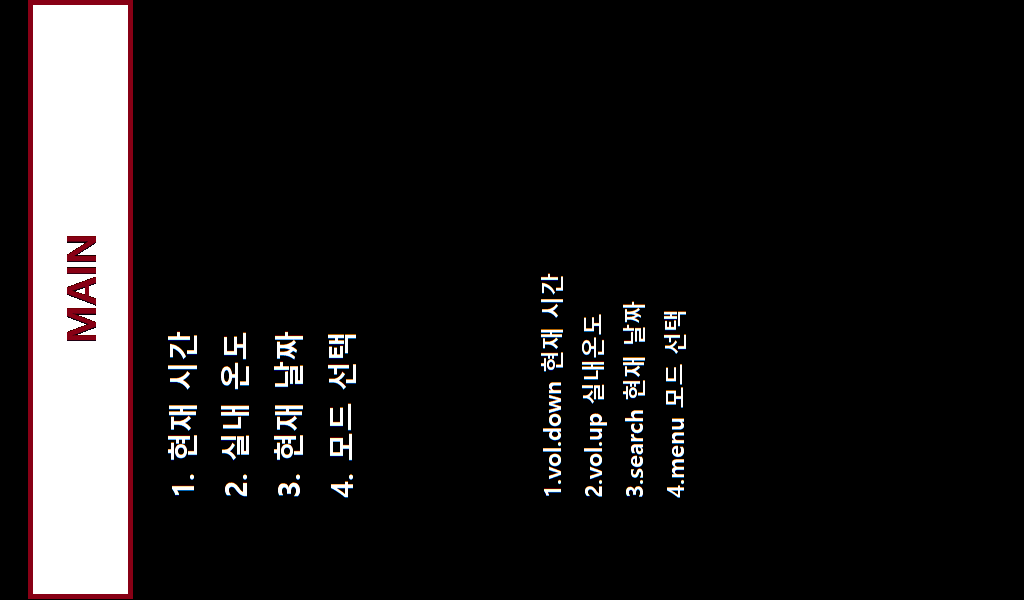 MAIN
1. 현재 시간
2. 실내 온도
3. 현재 날짜
4. 모드 선택
1.vol.down 현재 시간
2.vol.up 실내온도
3.search 현재 날짜
4.menu 모드 선택